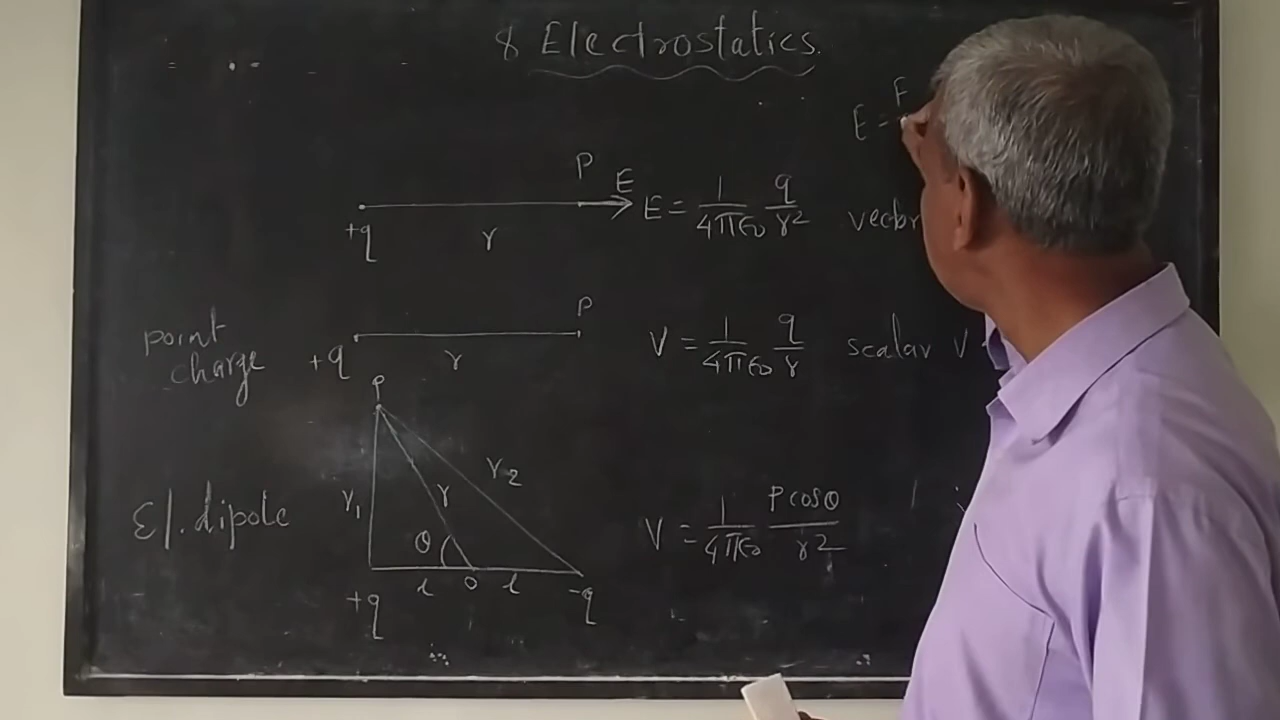 8 Electrostatics.
E = F
P
E
E = 1/4πε₀ q/r² vector
+q
r
P
point
charge
+q
r
V = 1/4πε₀ q/r scalar V
P
El. dipole
r₁
r
r₂
θ
l
O
l
+q
-q
V = 1/4πε₀ P cosθ/r²